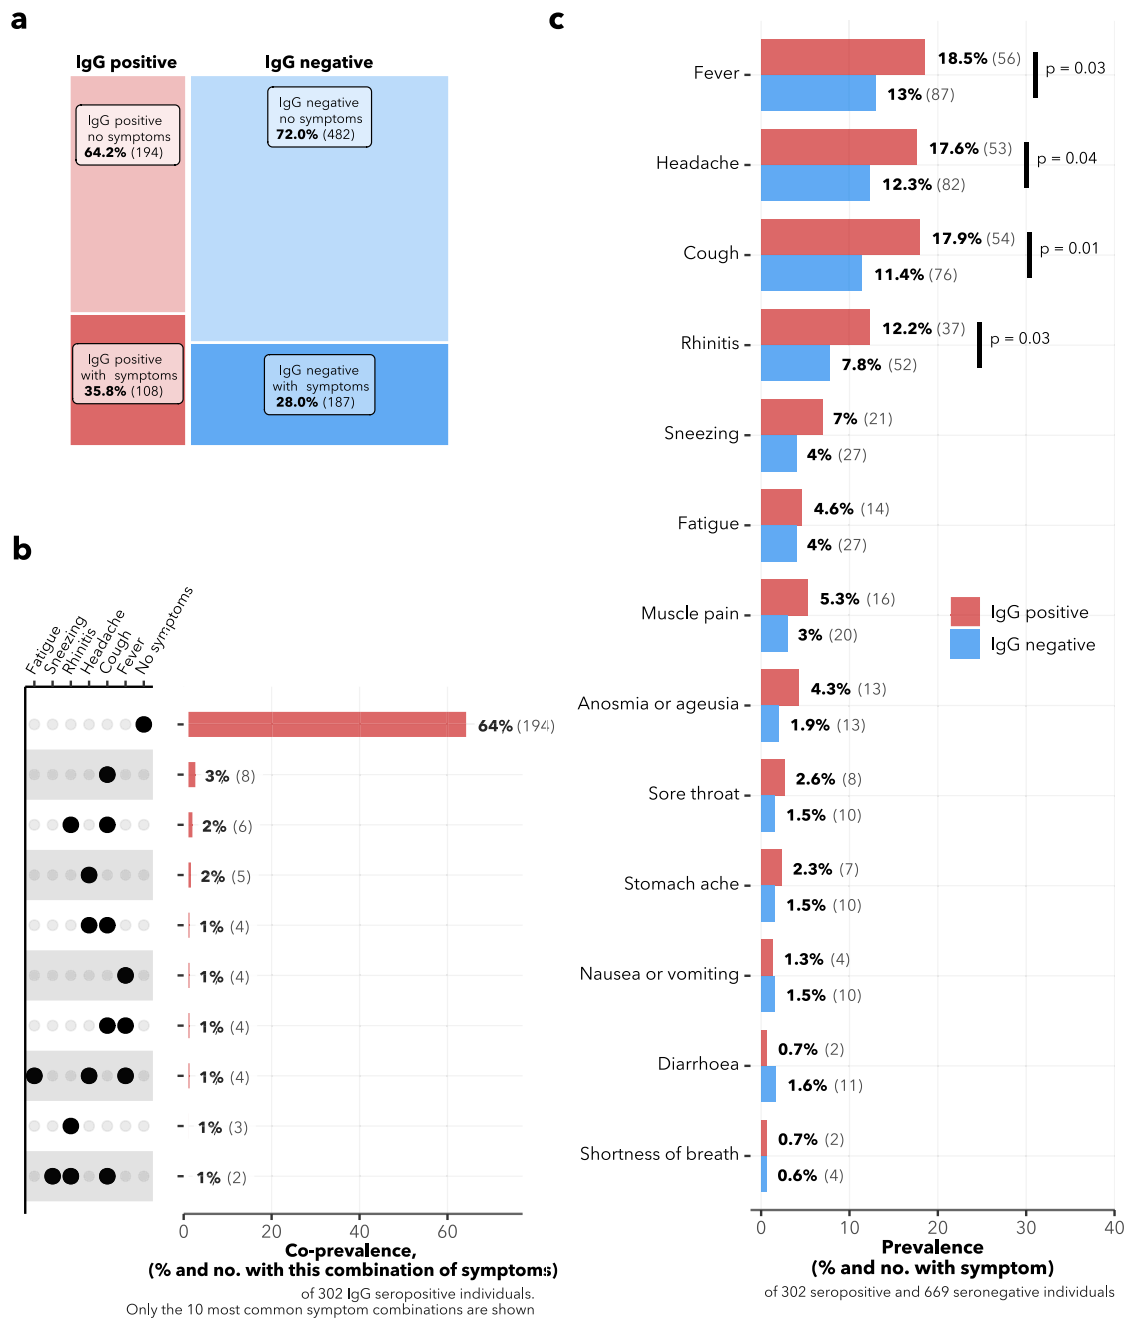 a
IgG positive
IgG negative
IgG positive
no symptoms
64.2% (194)
IgG negative
no symptoms
72.0% (482)
IgG positive
with symptoms
35.8% (108)
IgG negative
with symptoms
28.0% (187)
b
Fatigue
Sneezing
Rhinitis
Headache
Cough
Fever
No symptoms
64% (194)
3% (8)
2% (6)
2% (5)
1% (4)
1% (4)
1% (4)
1% (4)
1% (3)
1% (2)
0 20 40 60
Co-prevalence,
(% and no. with this combination of symptoms)
of 302 IgG seropositive individuals.
Only the 10 most common symptom combinations are shown
c
Fever
18.5% (56)
13% (87)
p = 0.03
Headache
17.6% (53)
12.3% (82)
p = 0.04
Cough
17.9% (54)
11.4% (76)
p = 0.01
Rhinitis
12.2% (37)
7.8% (52)
p = 0.03
Sneezing
7% (21)
4% (27)
Fatigue
4.6% (14)
4% (27)
Muscle pain
5.3% (16)
3% (20)
IgG positive
IgG negative
Anosmia or ageusia
4.3% (13)
1.9% (13)
Sore throat
2.6% (8)
1.5% (10)
Stomach ache
2.3% (7)
1.5% (10)
Nausea or vomiting
1.3% (4)
1.5% (10)
Diarrhoea
0.7% (2)
1.6% (11)
Shortness of breath
0.7% (2)
0.6% (4)
0 10 20 30 40
Prevalence
(% and no. with symptom)
of 302 seropositive and 669 seronegative individuals